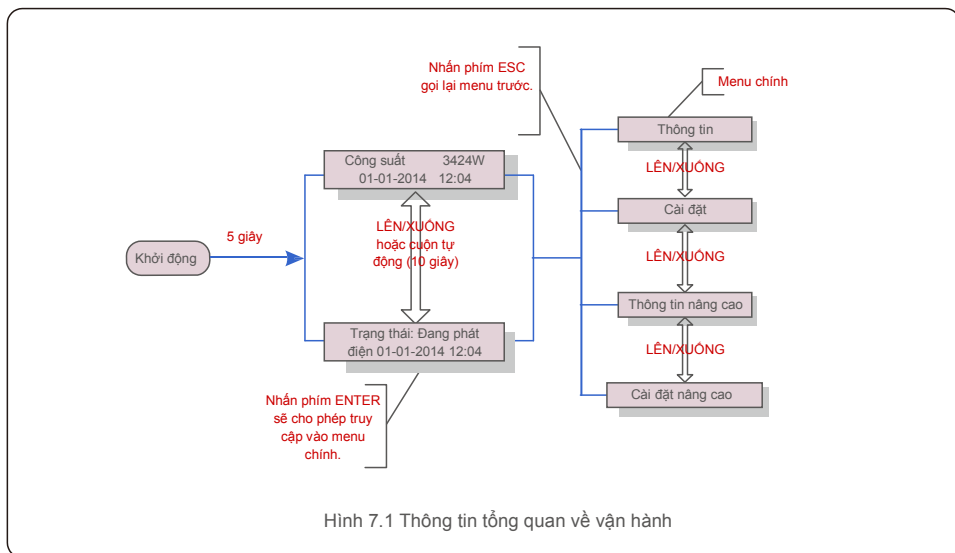 Nhấn phím ESC
gọi lại menu trước.
Menu chính
Thông tin
LÊN/XUỐNG
Cài đặt
LÊN/XUỐNG
Thông tin nâng cao
LÊN/XUỐNG
Cài đặt nâng cao
Công suất 3424W
01-01-2014 12:04
LÊN/XUỐNG
hoặc cuộn tự
động (10 giây)
5 giây
Khởi động
Trạng thái: Đang phát
điện 01-01-2014 12:04
Nhấn phím ENTER
sẽ cho phép truy
cập vào menu
chính.
Hình 7.1 Thông tin tổng quan về vận hành